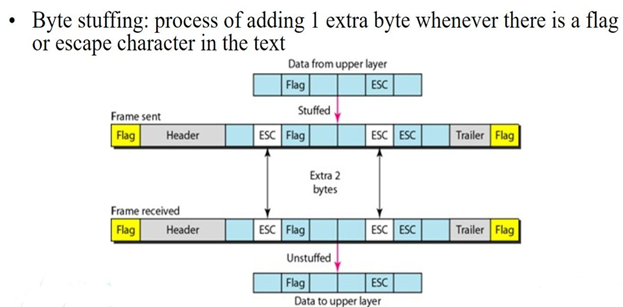 • Byte stuffing: process of adding 1 extra byte whenever there is a flag
or escape character in the text
Data from upper layer
Flag ESC
Stuffed
Frame sent
Flag Header ESC Flag ESC ESC Trailer Flag
Extra 2
bytes
Frame received
Flag Header ESC Flag ESC ESC Trailer Flag
Unstuffed
Flag ESC
Data to upper layer